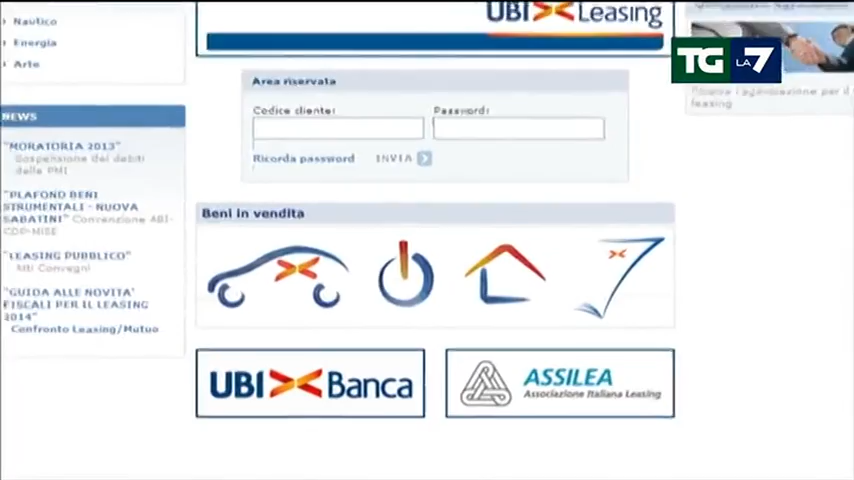 UBI Leasing
TG LA7
Nautico
Energia
Arte
Area riservata
Codice cliente:
Password:
Ricorda password
INVIA
leasing
NEWS
"MORATORIA 2013"
Sospensione dei debiti
delle PMI
"PLAFOND BENI
STRUMENTALI - NUOVA
SABATINI" Convenzione ABI-
CDP-MISE
"LEASING PUBBLICO"
Atti Convegni
"GUIDA ALLE NOVITA'
FISCALI PER IL LEASING
2014"
Confronto Leasing/Mutuo
Beni in vendita
UBI Banca
ASSILEA
Associazione Italiana Leasing